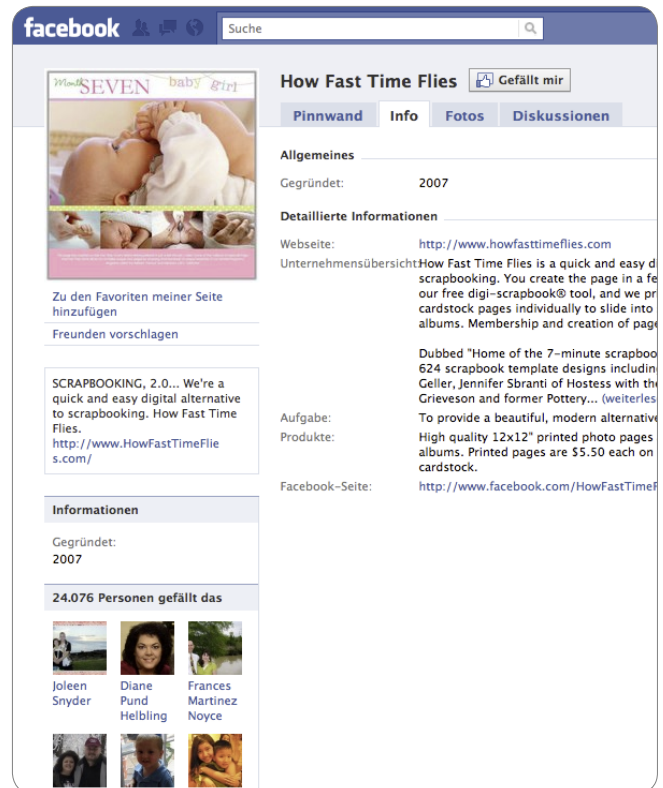 facebook
Suche
Month SEVEN baby girl
How Fast Time Flies
Gefällt mir
Pinnwand Info Fotos Diskussionen
Allgemeines
Gegründet: 2007
Detaillierte Informationen
Webseite: http://www.howfasttimeflies.com
Unternehmensübersicht: How Fast Time Flies is a quick and easy di
scrapbooking. You create the page in a fe
our free digi-scrapbook® tool, and we pr
cardstock pages individually to slide into
albums. Membership and creation of page
Dubbed "Home of the 7-minute scrapboo
624 scrapbook template designs includin
Geller, Jennifer Sbranti of Hostess with the
Grieveson and former Pottery... (weiterles
Aufgabe: To provide a beautiful, modern alternative
Produkte: High quality 12x12" printed photo pages
albums. Printed pages are $5.50 each on
cardstock.
Facebook-Seite: http://www.facebook.com/HowFastTimeF
Zu den Favoriten meiner Seite
hinzufügen
Freunden vorschlagen
SCRAPBOOKING, 2.0... We're a
quick and easy digital alternative
to scrapbooking. How Fast Time
Flies.
http://www.HowFastTimeFlie
s.com/
Informationen
Gegründet:
2007
24.076 Personen gefällt das
Joleen
Snyder
Diane
Pund
Helbling
Frances
Martinez
Noyce